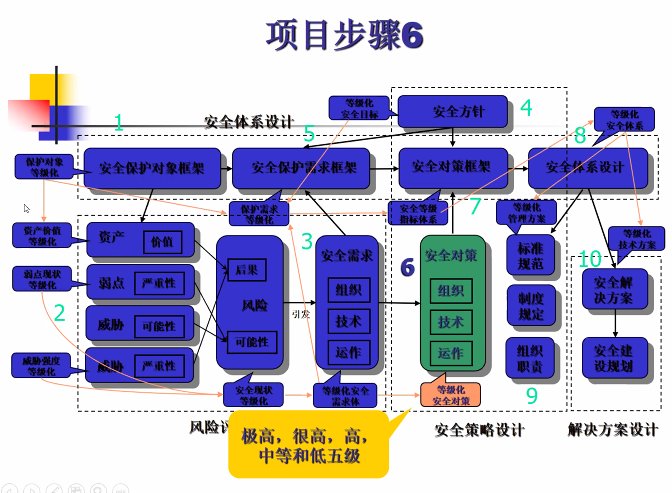 项目步骤6
等级化
安全目标
安全方针
4
等级化
安全体系
1
安全体系设计
5
8
保护对象
等级化
安全保护对象框架
安全保护需求框架
安全对策框架
安全体系设计
保护需求
等级化
安全等级
指标体系
7
等级化
管理方案
资产价值
等级化
资产
价值
3
安全需求
6
安全对策
标准
规范
等级化
技术方案
10
弱点现状
等级化
弱点
严重性
后果
风险
可能性
引发
组织
技术
运作
组织
技术
运作
制度
规定
安全解
决方案
2
威胁
可能性
威胁强度
等级化
威胁
严重性
组织
职责
安全建
设规划
安全现状
等级化
等级化安全
需求体
等级化
安全对策
9
风险评
极高，很高，高，
中等和低五级
安全策略设计
解决方案设计